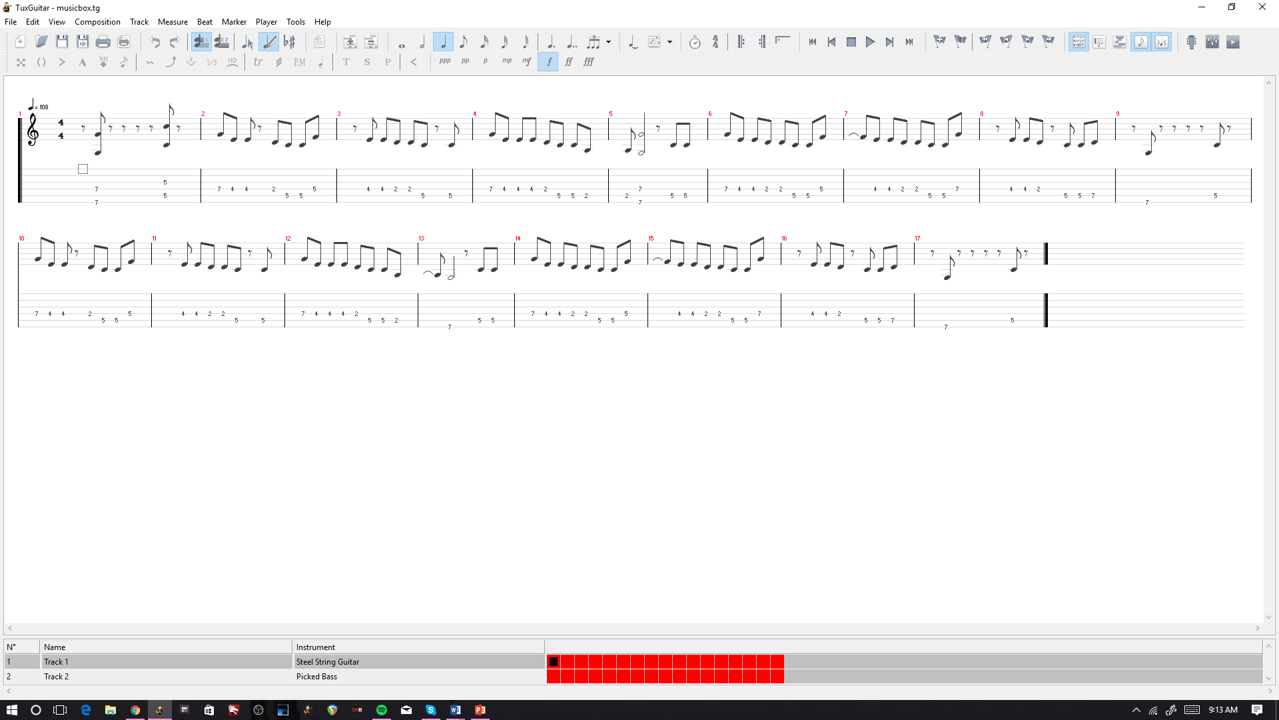 TuxGuitar - musicbox.tg
File Edit View Composition Track Measure Beat Marker Player Tools Help
ppp pp p mp mf f ff fff
1 = 100 2 3 4 5 6 7 8 9
4
4
5 7 4 4 2 5 4 4 2 2 5 7 4 4 4 2 2 7 4 4 2 2 5 4 4 2 2 7 4 4 2
7 5 5 5 5 5 5 5 2 2 5 5 5 5 5 5 5 5 7 5
7 7 7
10 11 12 13 14 15 16 17
7 4 4 2 5 4 4 2 2 7 4 4 4 2 7 4 4 2 2 5 4 4 2 2 7 4 4 2
5 5 5 5 5 5 2 5 5 5 5 5 5 5 5 7 5
7 7
N° Name Instrument
1 Track 1 Steel String Guitar
2 Track 2 Picked Bass
9:13 AM